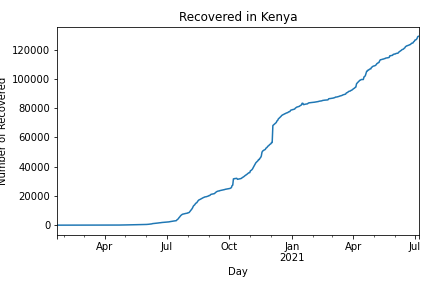 Recovered in Kenya
Number of Recovered
120000
100000
80000
60000
40000
20000
0
Apr
Jul
Oct
Jan
2021
Apr
Jul
Day